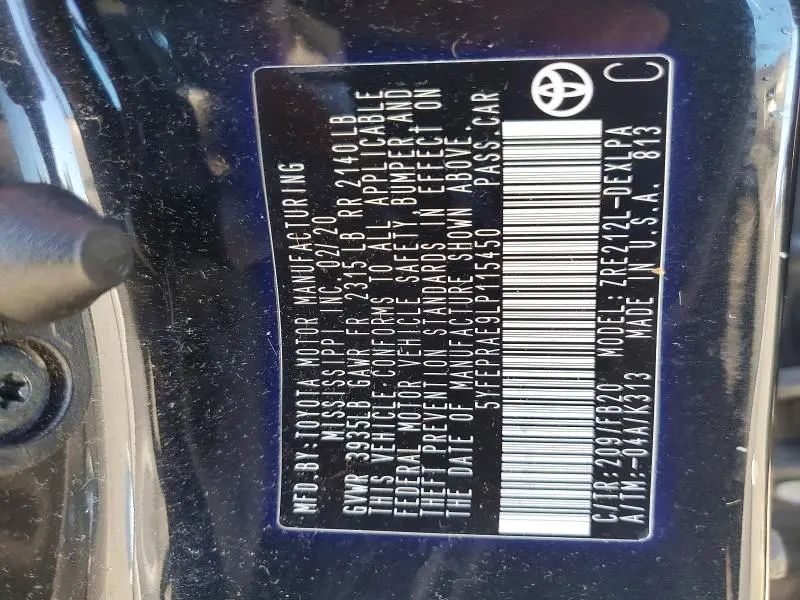 MFD.BY:TOYOTA MOTOR MANUFACTURING
MISSISSIPPI, INC. 02/20
GVWR 3935LB GAWR FR 2315LB RR 2140LB
THIS VEHICLE CONFORMS TO ALL APPLICABLE
FEDERAL MOTOR VEHICLE SAFETY, BUMPER, AND
THEFT PREVENTION STANDARDS IN EFFECT ON
THE DATE OF MANUFACTURE SHOWN ABOVE.
5YFEPRAE9LP115450 PASS.CAR
C/TR:209/FB20 MODEL:ZRE212L-DEXLPA
A/TM:-04A/K313 MADE IN U.S.A. 813
C